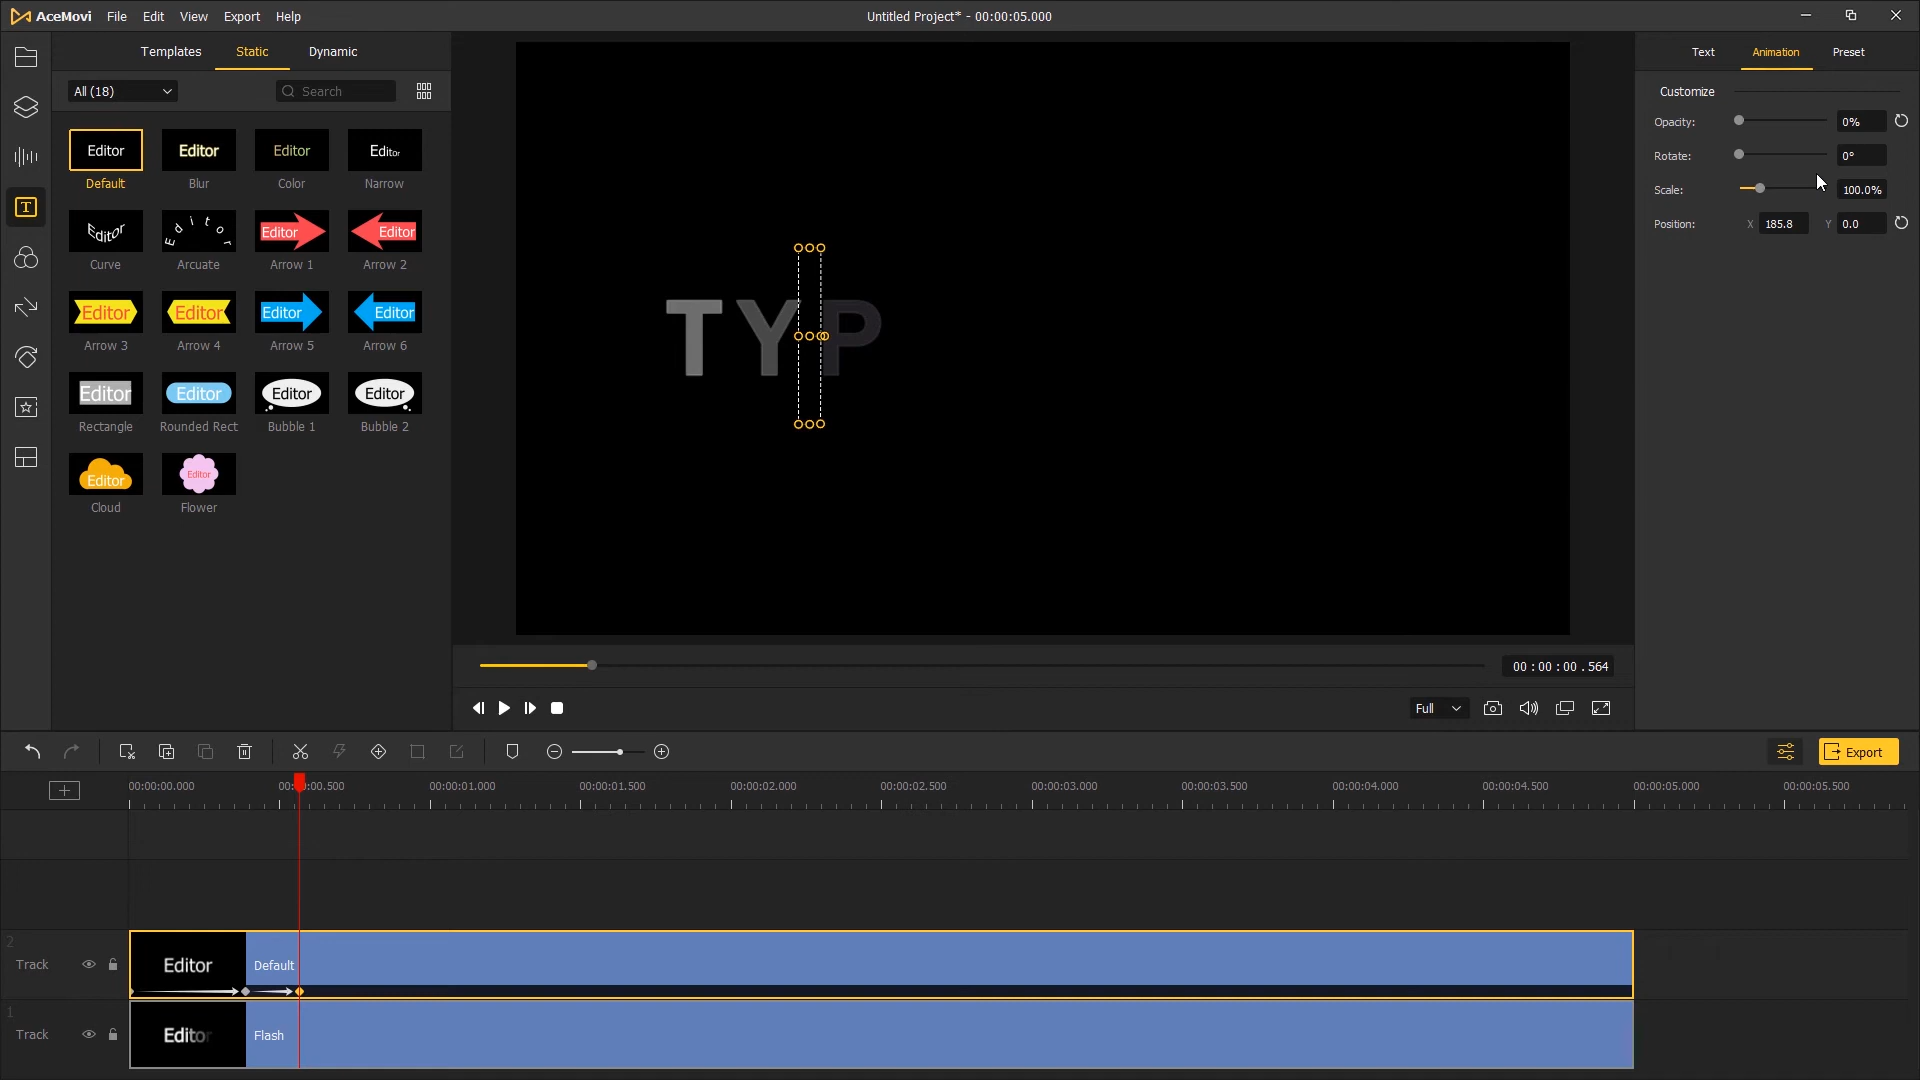 AceMovi File Edit View Export Help
Untitled Project* - 00:00:05.000
Templates Static Dynamic
All (18)
Search
Editor Editor Editor Editor
Default Blur Color Narrow
Editor Editor Editor Editor
Curve Arcuate Arrow 1 Arrow 2
Editor Editor Editor Editor
Arrow 3 Arrow 4 Arrow 5 Arrow 6
Editor Editor Editor Editor
Rectangle Rounded Rect Bubble 1 Bubble 2
Editor Editor
Cloud Flower
TYP
Text Animation Preset
Customize
Opacity: 0%
Rotate: 0°
Scale: 100.0%
Position: X 185.8 Y 0.0
00 : 00 : 00 . 564
Full
Export
00:00:00.000 00:00:00.500 00:00:01.000 00:00:01.500 00:00:02.000 00:00:02.500 00:00:03.000 00:00:03.500 00:00:04.000 00:00:04.500 00:00:05.000 00:00:05.500
2
Track Editor Default
1
Track Editor Flash